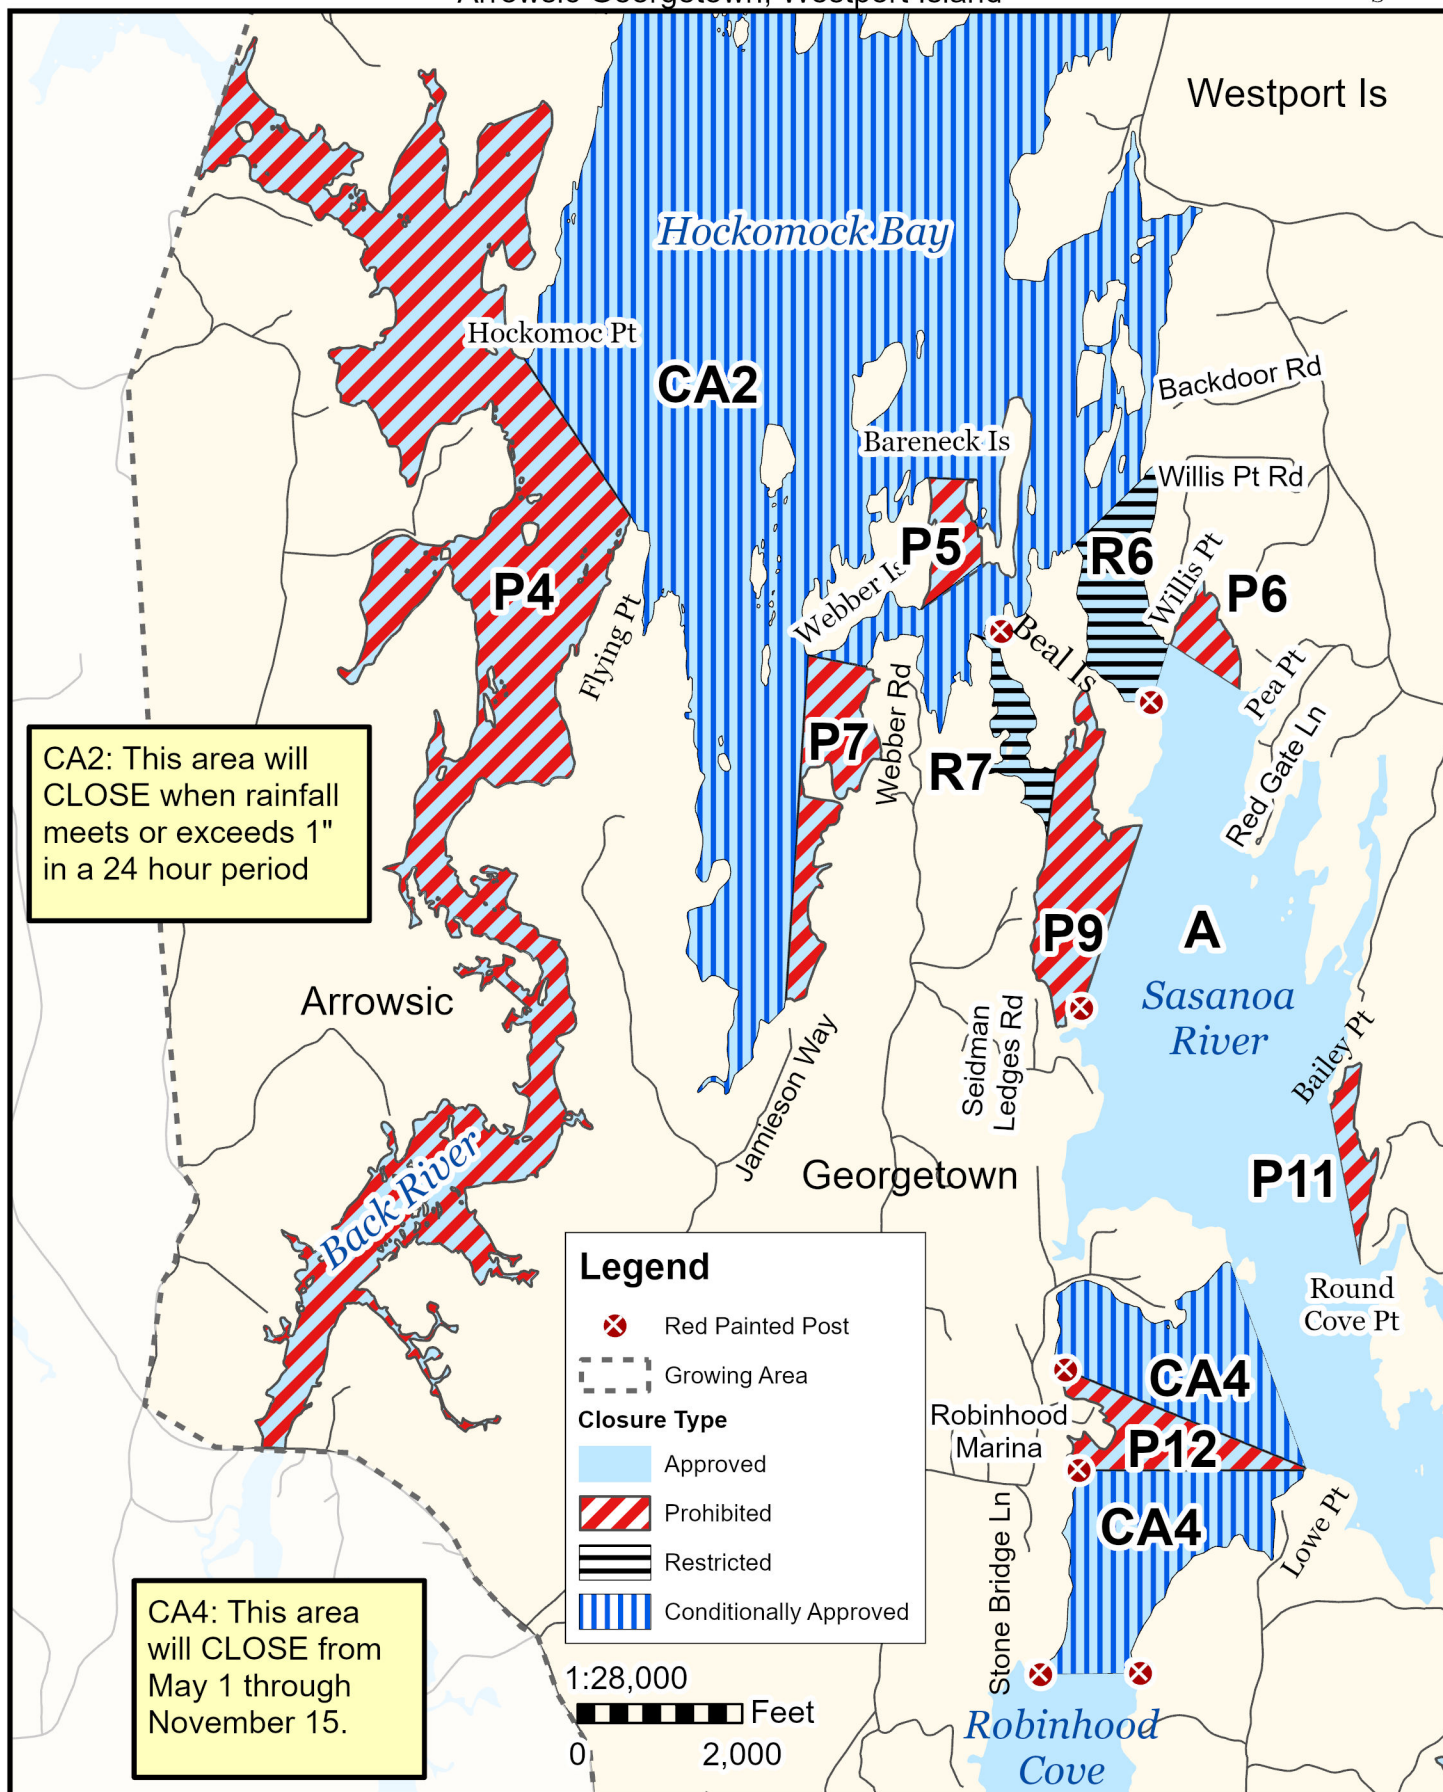 Arrowsic Georgetown, Westport Island
Westport Is
Hockomock Bay
Hockomoc Pt
CA2
Backdoor Rd
Bareneck Is
Willis Pt Rd
P5
R6
Willis Pt
P6
P4
Webber Is
Flying Pt
Beal Is
Pea Pt
Webber Rd
P7
R7
Red Gate Ln
CA2: This area will
CLOSE when rainfall
meets or exceeds 1"
in a 24 hour period
P9
A
Sasanoa
River
Arrowsic
Seidman
Ledges Rd
Jamieson Way
Bailey Pt
Back River
Georgetown
P11
Round
Cove Pt
Legend
Red Painted Post
Growing Area
Closure Type
Approved
Prohibited
Restricted
Conditionally Approved
CA4
Robinhood
Marina
P12
CA4
Lowe Pt
Stone Bridge Ln
CA4: This area
will CLOSE from
May 1 through
November 15.
1:28,000
Feet
0 2,000
Robinhood
Cove